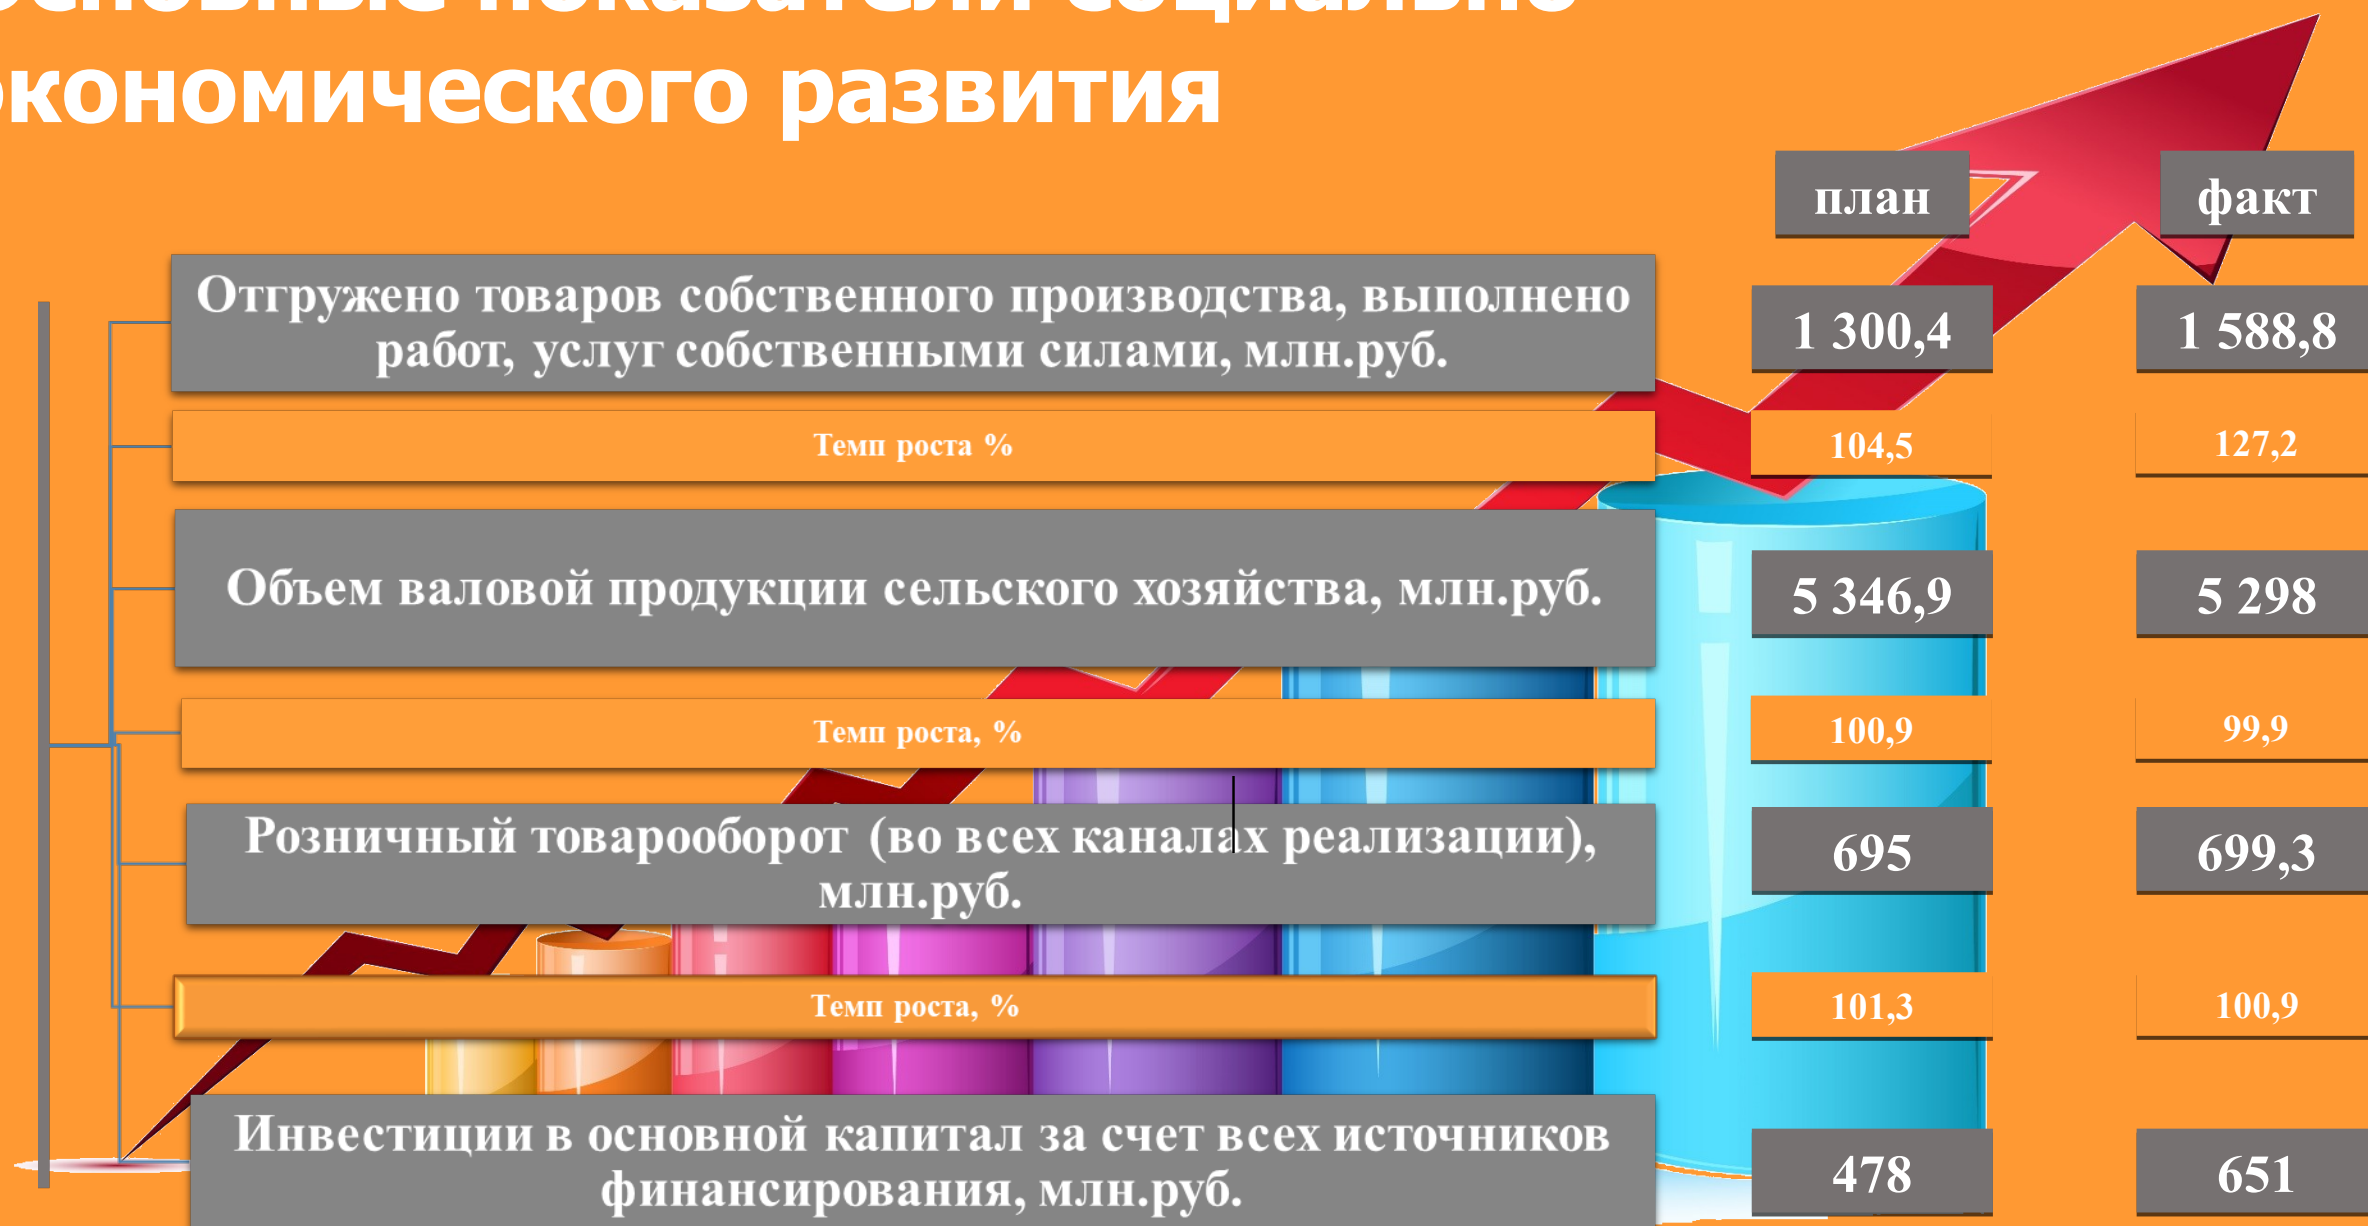 основные показатели социально
экономического развития
план факт
Отгружено товаров собственного производства, выполнено
работ, услуг собственными силами, млн.руб.
1 300,4 1 588,8
Темп роста % 104,5 127,2
Объем валовой продукции сельского хозяйства, млн.руб. 5 346,9 5 298
Темп роста, % 100,9 99,9
Розничный товарооборот (во всех каналах реализации),
млн.руб.
695 699,3
Темп роста, % 101,3 100,9
Инвестиции в основной капитал за счет всех источников
финансирования, млн.руб.
478 651